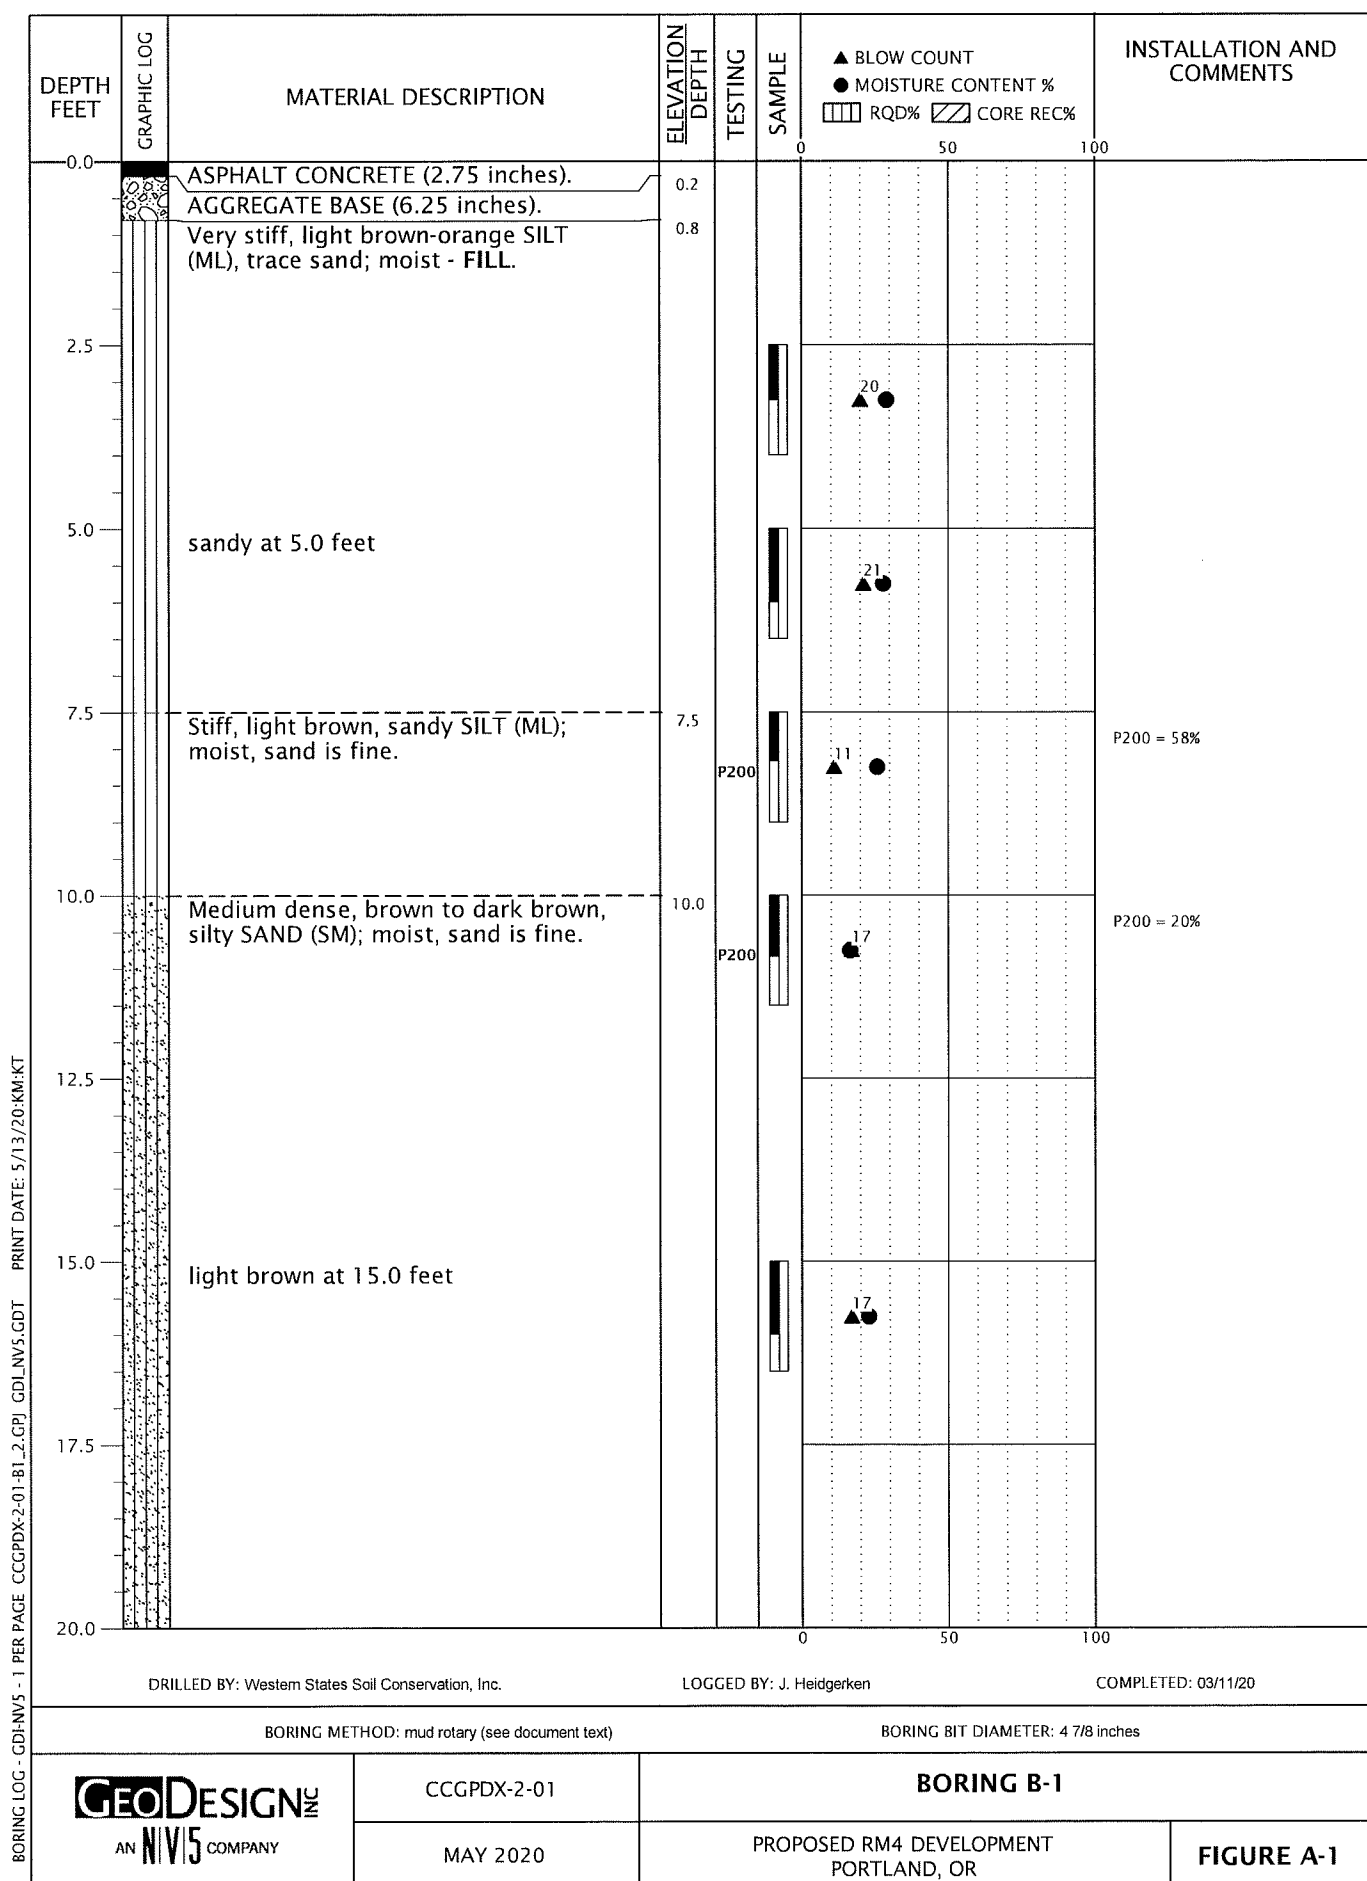 DEPTH
FEET
GRAPHIC LOG
MATERIAL DESCRIPTION
ELEVATION
DEPTH
TESTING
SAMPLE
▲ BLOW COUNT
● MOISTURE CONTENT %
RQD% CORE REC%
INSTALLATION AND
COMMENTS
0 50 100
0.0
ASPHALT CONCRETE (2.75 inches).
0.2
AGGREGATE BASE (6.25 inches).
0.8
Very stiff, light brown-orange SILT
(ML), trace sand; moist - FILL.
2.5
20
5.0
sandy at 5.0 feet
21
7.5
Stiff, light brown, sandy SILT (ML);
moist, sand is fine.
7.5
P200
11
P200 = 58%
10.0
Medium dense, brown to dark brown,
silty SAND (SM); moist, sand is fine.
10.0
P200
17
P200 = 20%
12.5
15.0
light brown at 15.0 feet
17
17.5
20.0
0 50 100
DRILLED BY: Western States Soil Conservation, Inc.
LOGGED BY: J. Heidgerken
COMPLETED: 03/11/20
BORING METHOD: mud rotary (see document text)
BORING BIT DIAMETER: 4 7/8 inches
GEODESIGN INC
AN NV5 COMPANY
CCGPDX-2-01
MAY 2020
BORING B-1
PROPOSED RM4 DEVELOPMENT
PORTLAND, OR
FIGURE A-1
BORING LOG - GDI-NV5 - 1 PER PAGE CCGPDX-2-01-B1_2.GPJ GDI_NV5.GDT PRINT DATE: 5/13/20:KM:KT